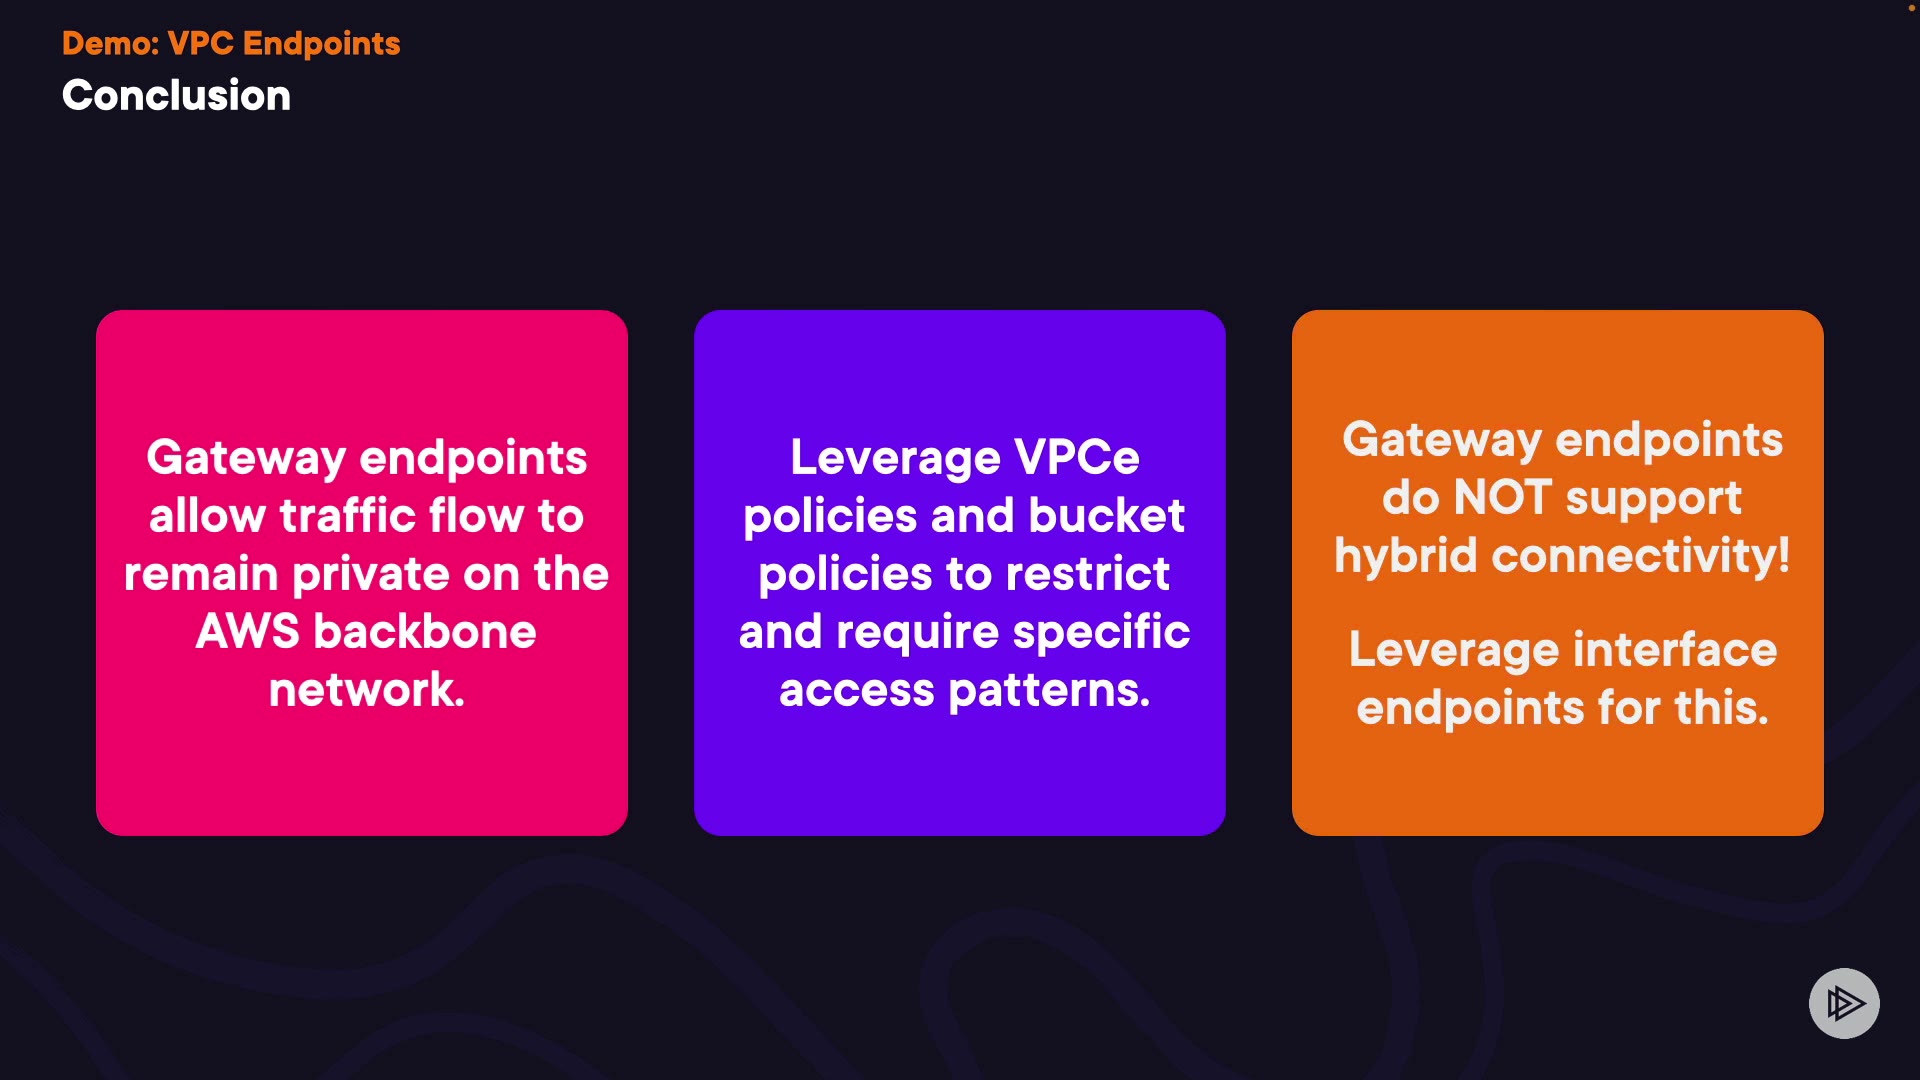 Demo: VPC Endpoints
Conclusion
Gateway endpoints
allow traffic flow to
remain private on the
AWS backbone
network.
Leverage VPCe
policies and bucket
policies to restrict
and require specific
access patterns.
Gateway endpoints
do NOT support
hybrid connectivity!
Leverage interface
endpoints for this.